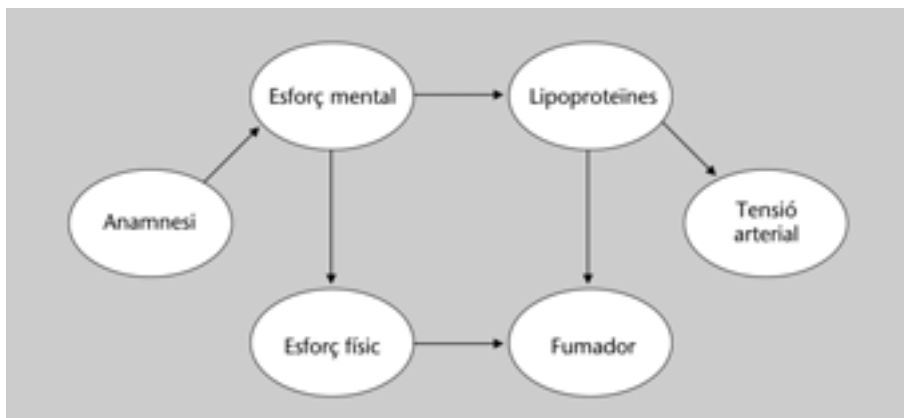 Esforç mental
Lipoproteïnes
Anamnesi
Tensió
arterial
Esforç físic
Fumador